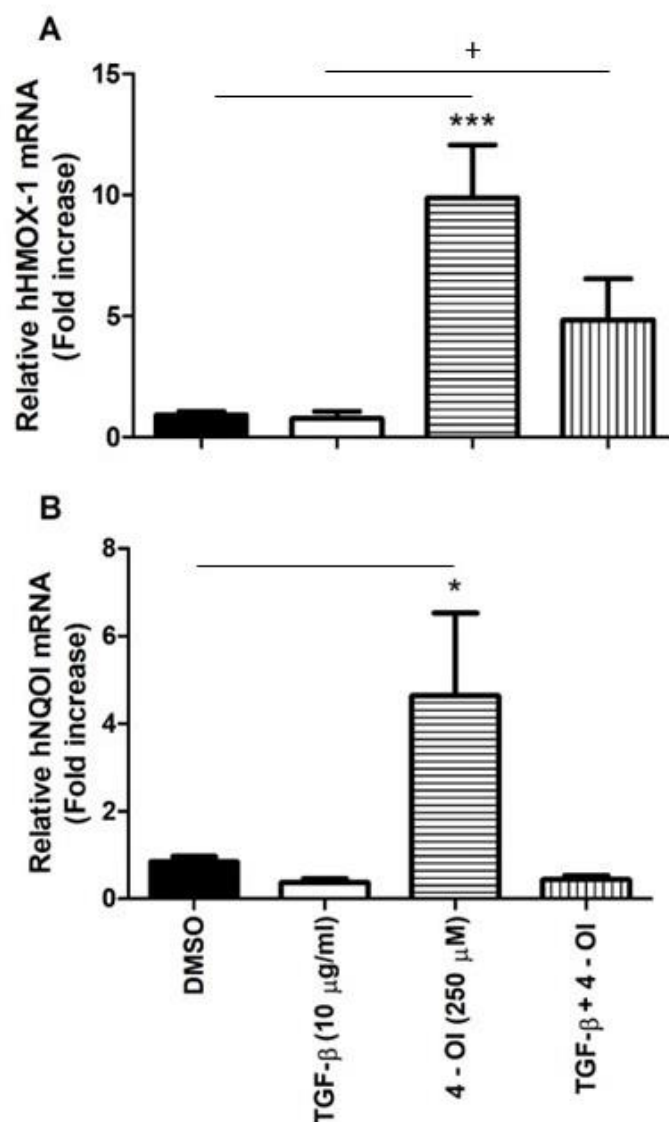 A
+
15
***
10
5
0
Relative hHMOX-1 mRNA
(Fold increase)
B
8
*
6
4
2
0
Relative hNQOI mRNA
(Fold increase)
DMSO
TGF-β (10 μg/ml)
4 - OI (250 μM)
TGF-β + 4 - OI